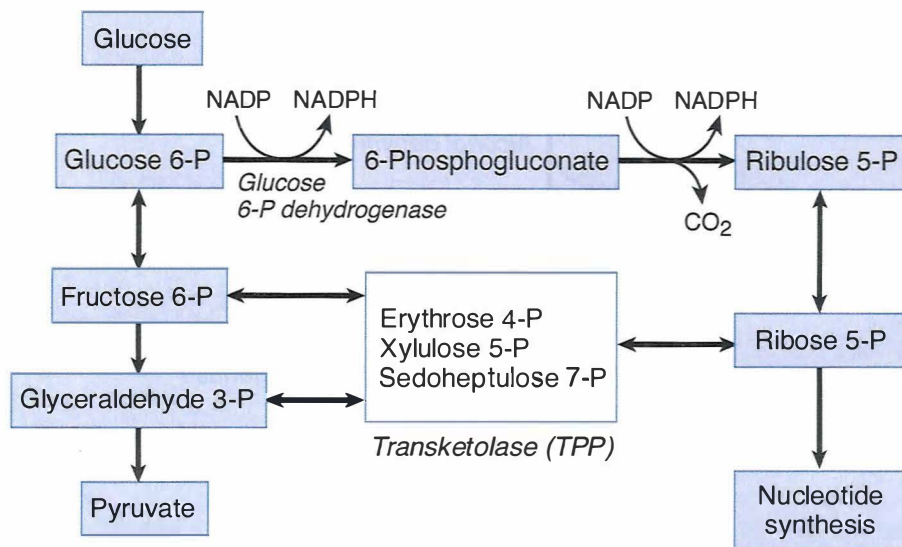 Glucose
NADP
NADPH
NADP
NADPH
Glucose 6-P
6-Phosphogluconate
Ribulose 5-P
Glucose
6-P dehydrogenase
CO2
Fructose 6-P
Erythrose 4-P
Xylulose 5-P
Sedoheptulose 7-P
Ribose 5-P
Glyceraldehyde 3-P
Transketolase (TPP)
Pyruvate
Nucleotide
synthesis